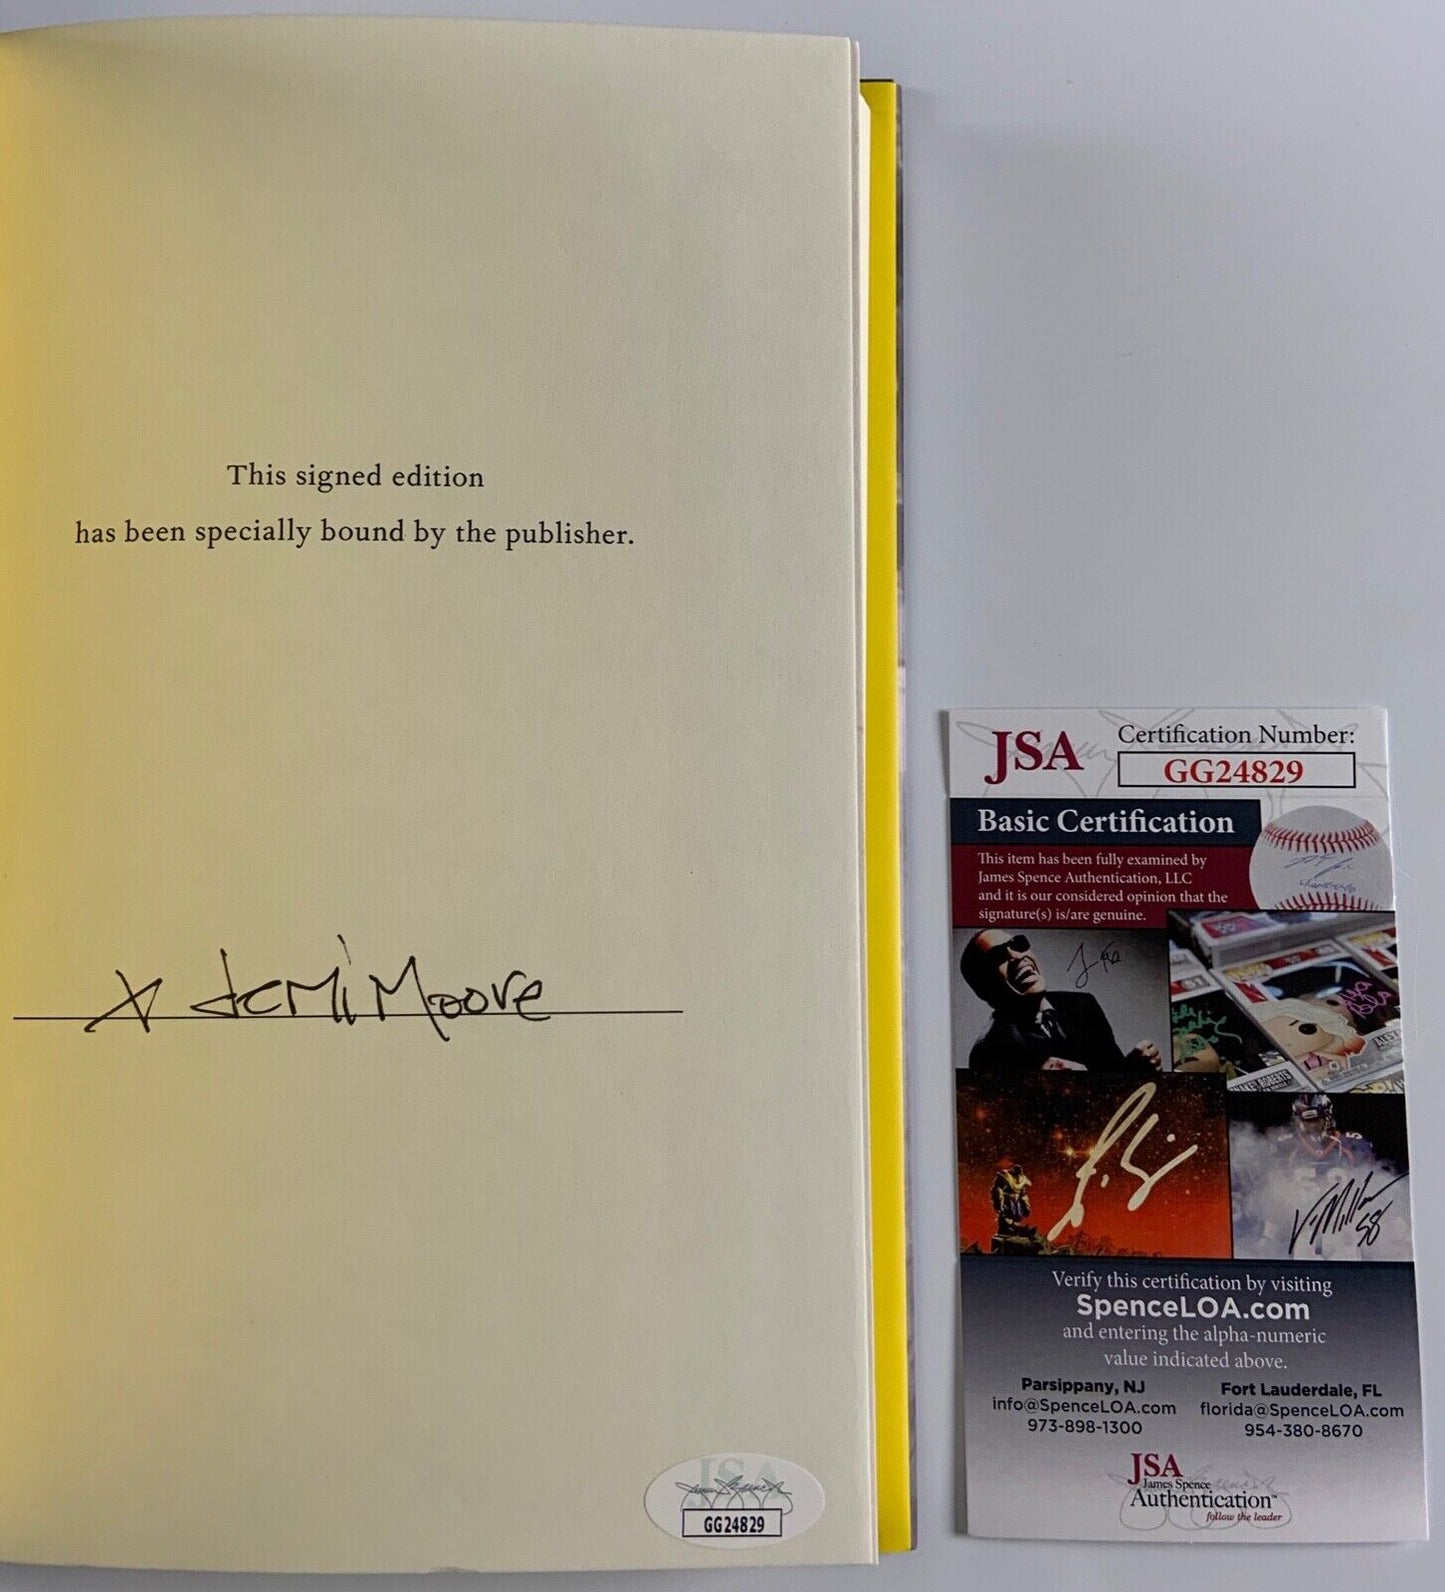 This signed edition
has been specially bound by the publisher.
Demi Moore
JSA
GG24829
JSA
Certification Number:
GG24829
Basic Certification
This item has been fully examined by
James Spence Authentication, LLC
and it is our considered opinion that the
signature(s) is/are genuine.
Verify this certification by visiting
SpenceLOA.com
and entering the alpha-numeric
value indicated above.
Parsippany, NJ
info@SpenceLOA.com
973-898-1300
Fort Lauderdale, FL
florida@SpenceLOA.com
954-380-8670
JSA
James Spence
Authentication™
follow the leader